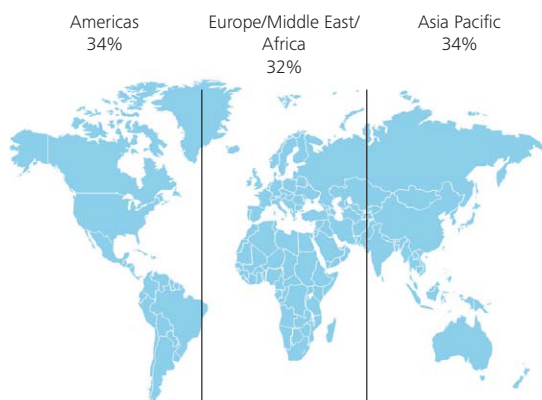 Americas
34%
Europe/Middle East/
Africa
32%
Asia Pacific
34%